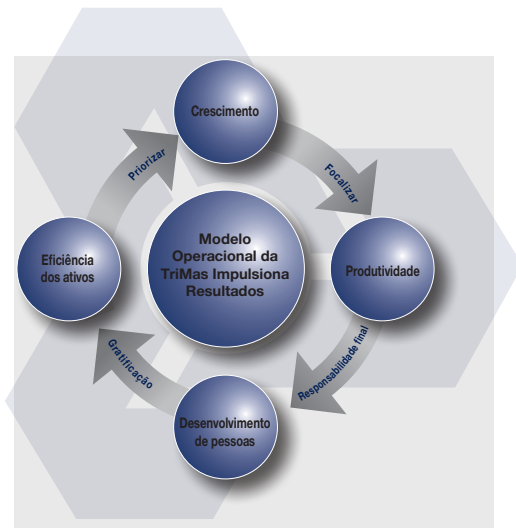 Crescimento
Priorizar
Focalizar
Modelo
Operacional da
TriMas Impulsiona
Resultados
Eficiência
dos ativos
Produtividade
Gratificação
Responsabilidade final
Desenvolvimento
de pessoas